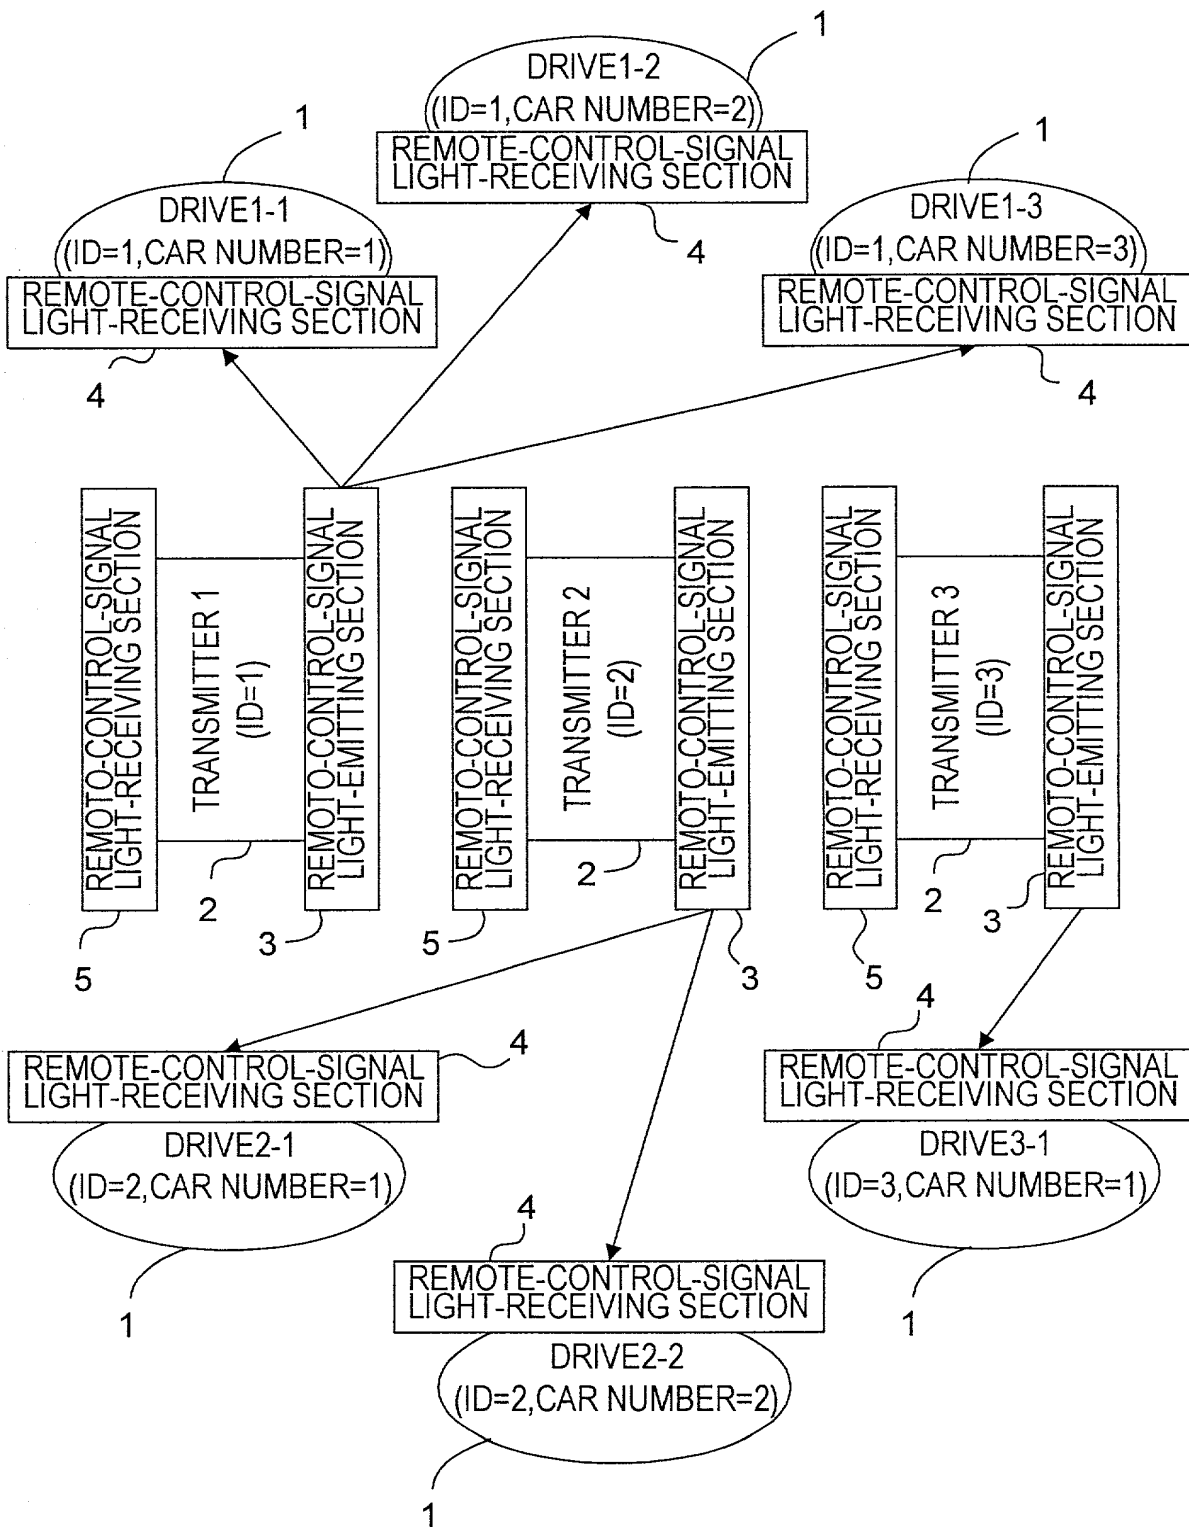 1
DRIVE1-2
(ID=1,CAR NUMBER=2)
REMOTE-CONTROL-SIGNAL
LIGHT-RECEIVING SECTION
4
1
DRIVE1-1
(ID=1,CAR NUMBER=1)
REMOTE-CONTROL-SIGNAL
LIGHT-RECEIVING SECTION
4
1
DRIVE1-3
(ID=1,CAR NUMBER=3)
REMOTE-CONTROL-SIGNAL
LIGHT-RECEIVING SECTION
4
REMOTO-CONTROL-SIGNAL
LIGHT-RECEIVING SECTION
TRANSMITTER 1
(ID=1)
REMOTO-CONTROL-SIGNAL
LIGHT-EMITTING SECTION
5
2
3
REMOTO-CONTROL-SIGNAL
LIGHT-RECEIVING SECTION
TRANSMITTER 2
(ID=2)
REMOTO-CONTROL-SIGNAL
LIGHT-EMITTING SECTION
5
2
3
REMOTO-CONTROL-SIGNAL
LIGHT-RECEIVING SECTION
TRANSMITTER 3
(ID=3)
REMOTO-CONTROL-SIGNAL
LIGHT-EMITTING SECTION
5
2
3
4
REMOTE-CONTROL-SIGNAL
LIGHT-RECEIVING SECTION
DRIVE2-1
(ID=2,CAR NUMBER=1)
1
4
REMOTE-CONTROL-SIGNAL
LIGHT-RECEIVING SECTION
DRIVE3-1
(ID=3,CAR NUMBER=1)
1
4
REMOTE-CONTROL-SIGNAL
LIGHT-RECEIVING SECTION
DRIVE2-2
(ID=2,CAR NUMBER=2)
1